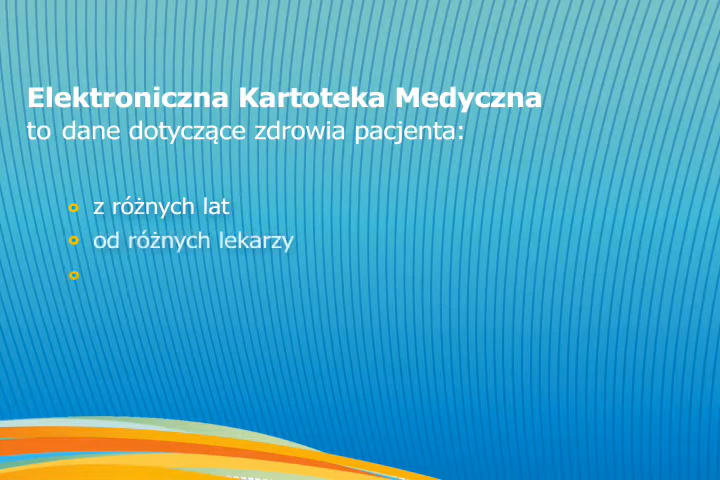 Elektroniczna Kartoteka Medyczna
to dane dotyczące zdrowia pacjenta:
z różnych lat
od różnych lekarzy